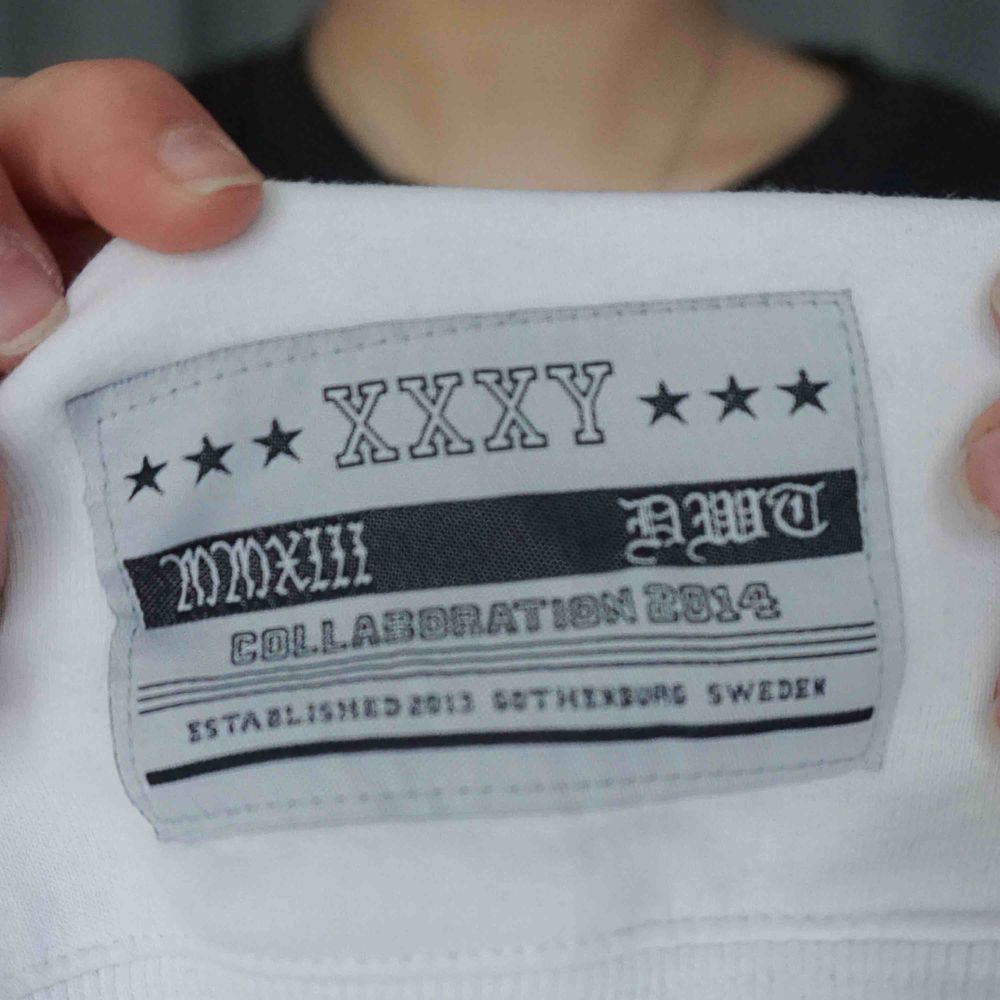 ★★★ XXXY ★★★
MMXIII DWT
COLLABORATION 2014
ESTABLISHED 2013 GOTHENBURG SWEDEN